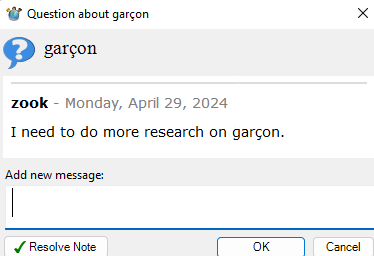 Question about garçon
garçon
zook - Monday, April 29, 2024
I need to do more research on garçon.
Add new message:
Resolve Note
OK
Cancel